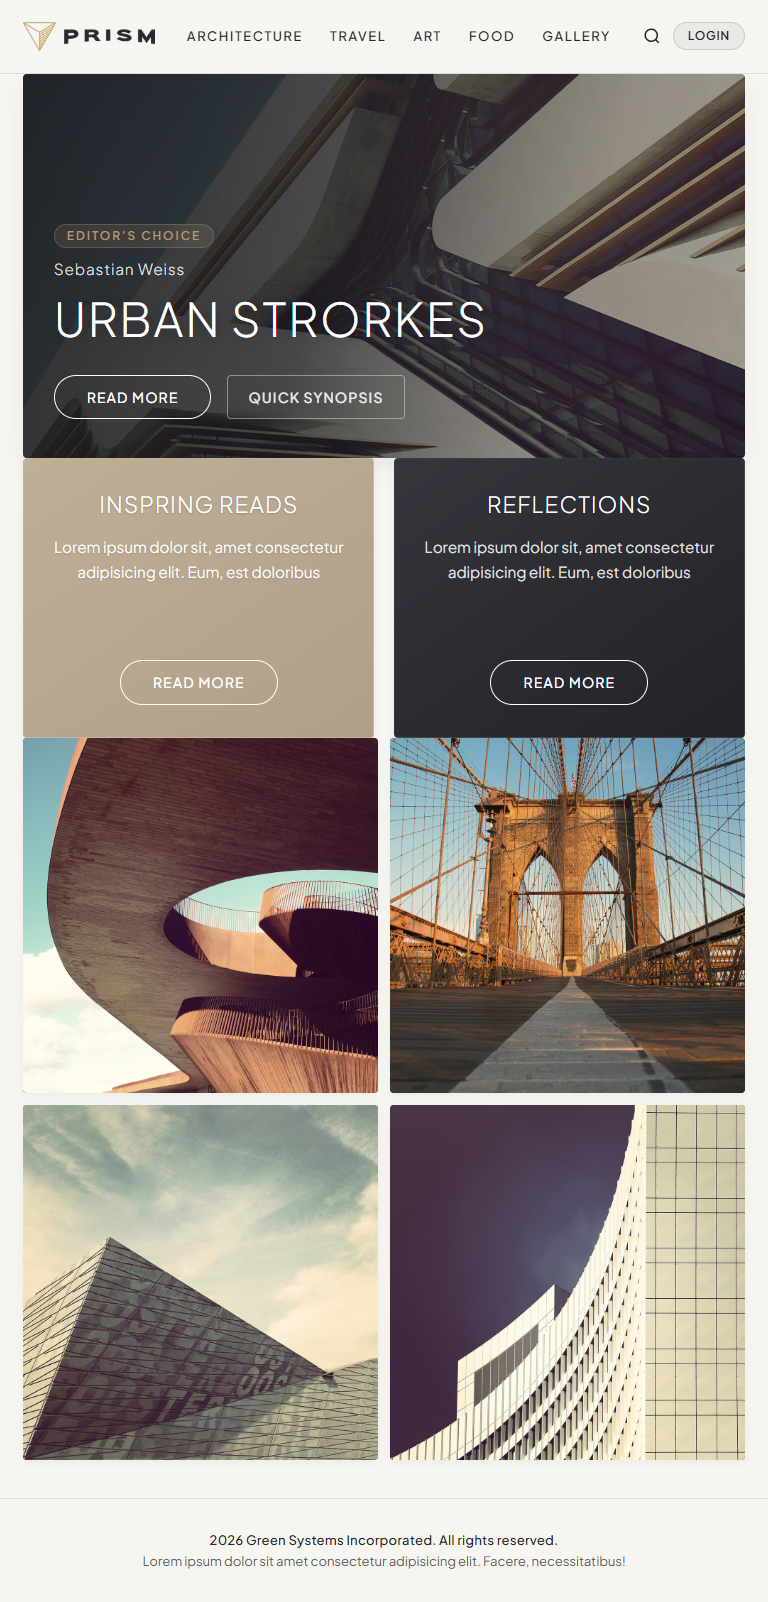 PRISM
ARCHITECTURE TRAVEL ART FOOD GALLERY LOGIN
EDITOR'S CHOICE
Sebastian Weiss
URBAN STRORKES
READ MORE QUICK SYNOPSIS
INSPRING READS
Lorem ipsum dolor sit, amet consectetur
adipisicing elit. Eum, est doloribus
READ MORE
REFLECTIONS
Lorem ipsum dolor sit, amet consectetur
adipisicing elit. Eum, est doloribus
READ MORE
2026 Green Systems Incorporated. All rights reserved.
Lorem ipsum dolor sit amet consectetur adipisicing elit. Facere, necessitatibus!